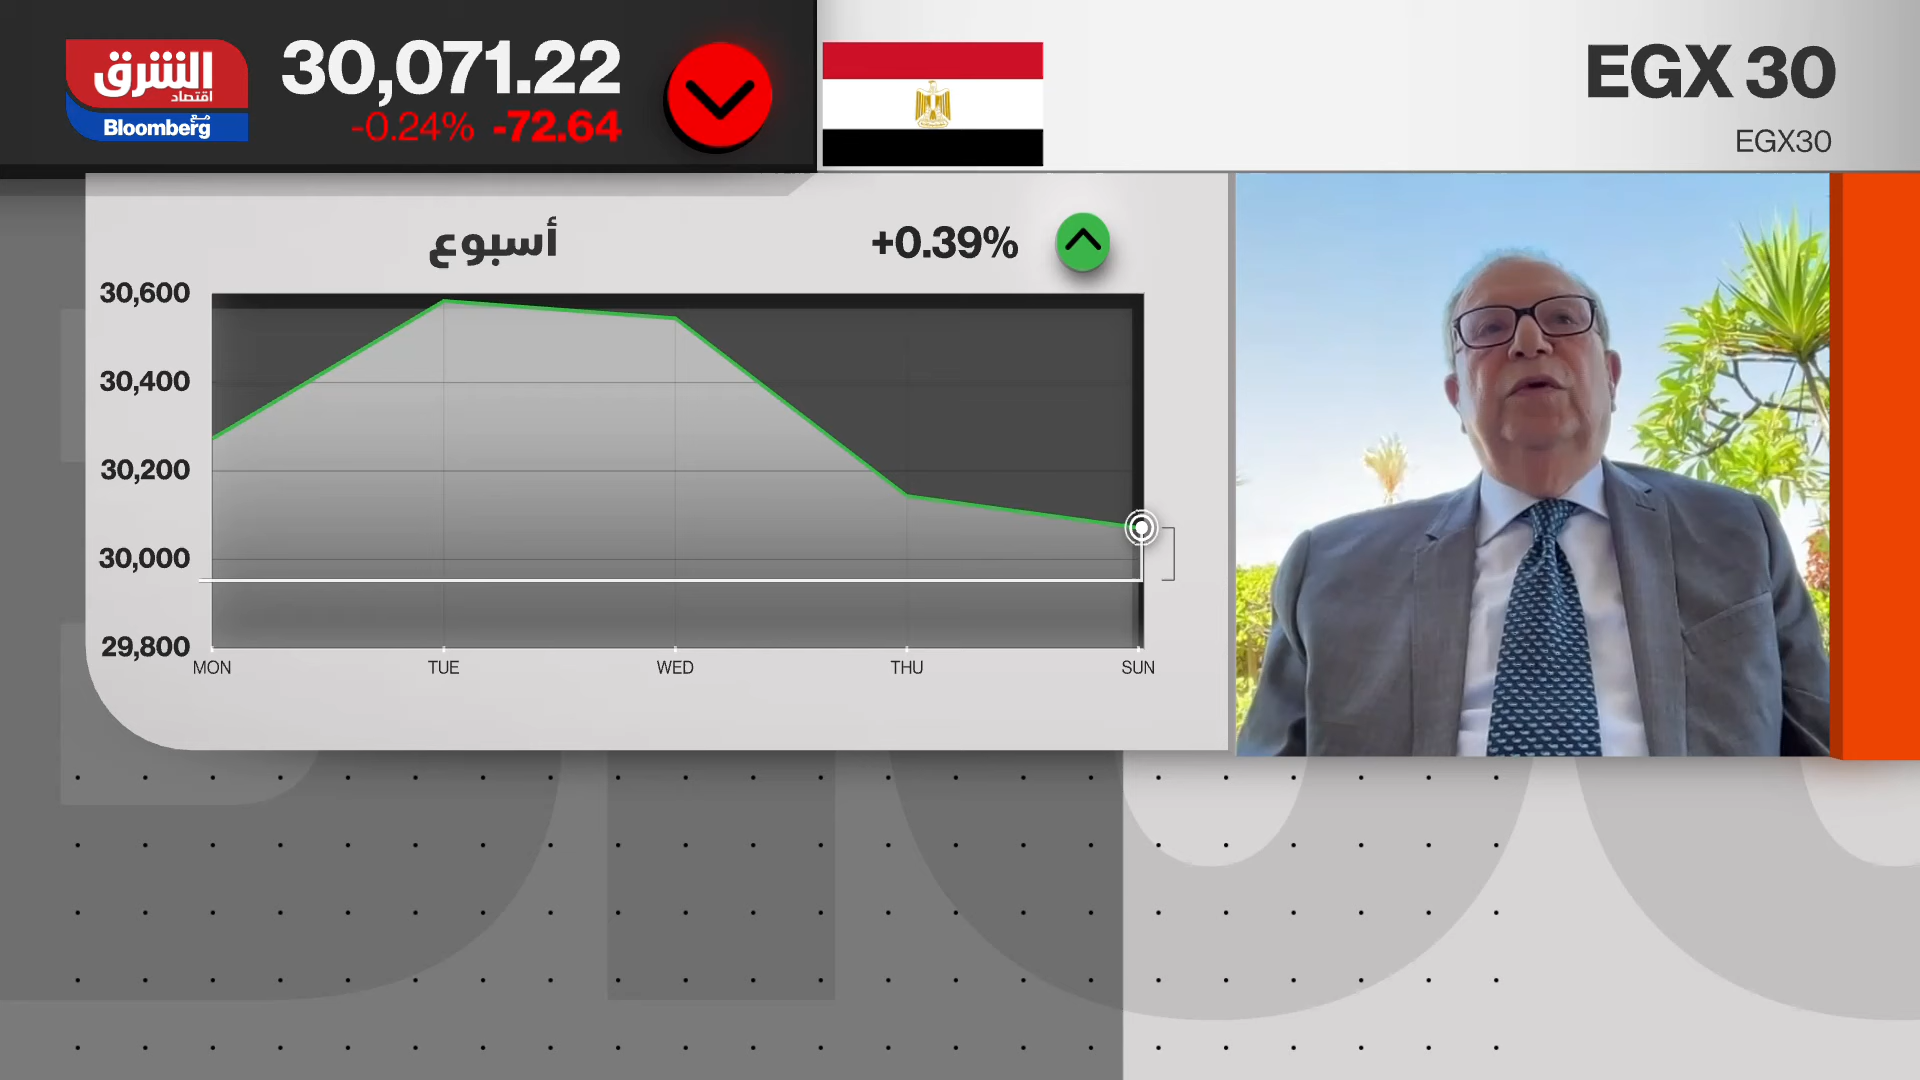 الشرق
اقتصاد
مع
Bloomberg
30,071.22
-0.24% -72.64
EGX 30
EGX30
أسبوع
+0.39%
30,600
30,400
30,200
30,000
29,800
MON TUE WED THU SUN